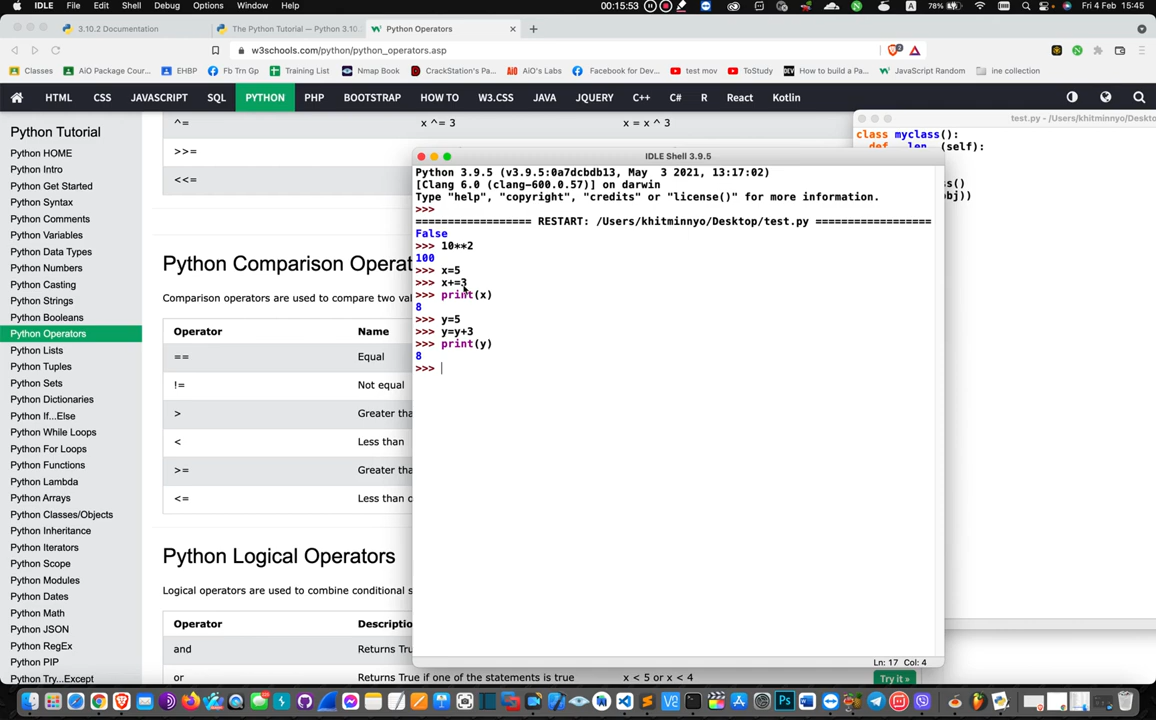 IDLE File Edit Shell Debug Options Window Help 00:15:53 78% Fri 4 Feb 15:45
3.10.2 Documentation
The Python Tutorial — 3.10.
Python Operators
w3schools.com/python/python_operators.asp
Classes AiO Package Cour... EHBP Fb Trn Gp Training List Nmap Book CrackStation's Pa... AiO's Labs Facebook for Dev... test mov ToStudy How to build a Pa... JavaScript Random ine collection
HTML CSS JAVASCRIPT SQL PYTHON PHP BOOTSTRAP HOW TO W3.CSS JAVA JQUERY C++ C# R React Kotlin
Python Tutorial
Python HOME
Python Intro
Python Get Started
Python Syntax
Python Comments
Python Variables
Python Data Types
Python Numbers
Python Casting
Python Strings
Python Booleans
Python Operators
Python Lists
Python Tuples
Python Sets
Python Dictionaries
Python If...Else
Python While Loops
Python For Loops
Python Functions
Python Lambda
Python Arrays
Python Classes/Objects
Python Inheritance
Python Iterators
Python Scope
Python Modules
Python Dates
Python Math
Python JSON
Python RegEx
Python PIP
Python Try...Except
^= x ^= 3 x = x ^ 3
>>=
<<=
Python Comparison Operat
Comparison operators are used to compare two val
Operator Name
== Equal
!= Not equal
> Greater tha
< Less than
>= Greater tha
<= Less than o
Python Logical Operators
Logical operators are used to combine conditional s
Operator Descriptio
and Returns True
or Returns True if one of the statements is true x < 5 or x < 4
Try it »
IDLE Shell 3.9.5
Python 3.9.5 (v3.9.5:0a7dcbdb13, May 3 2021, 13:17:02)
[Clang 6.0 (clang-600.0.57)] on darwin
Type "help", "copyright", "credits" or "license()" for more information.
>>>
================== RESTART: /Users/khitminnyo/Desktop/test.py ==================
False
>>> 10**2
100
>>> x=5
>>> x+=3
>>> print(x)
8
>>> y=5
>>> y=y+3
>>> print(y)
8
>>>
Ln: 17 Col: 4
test.py - /Users/khitminnyo/Deskto
class myclass():
def __len__(self):
s()
bj))